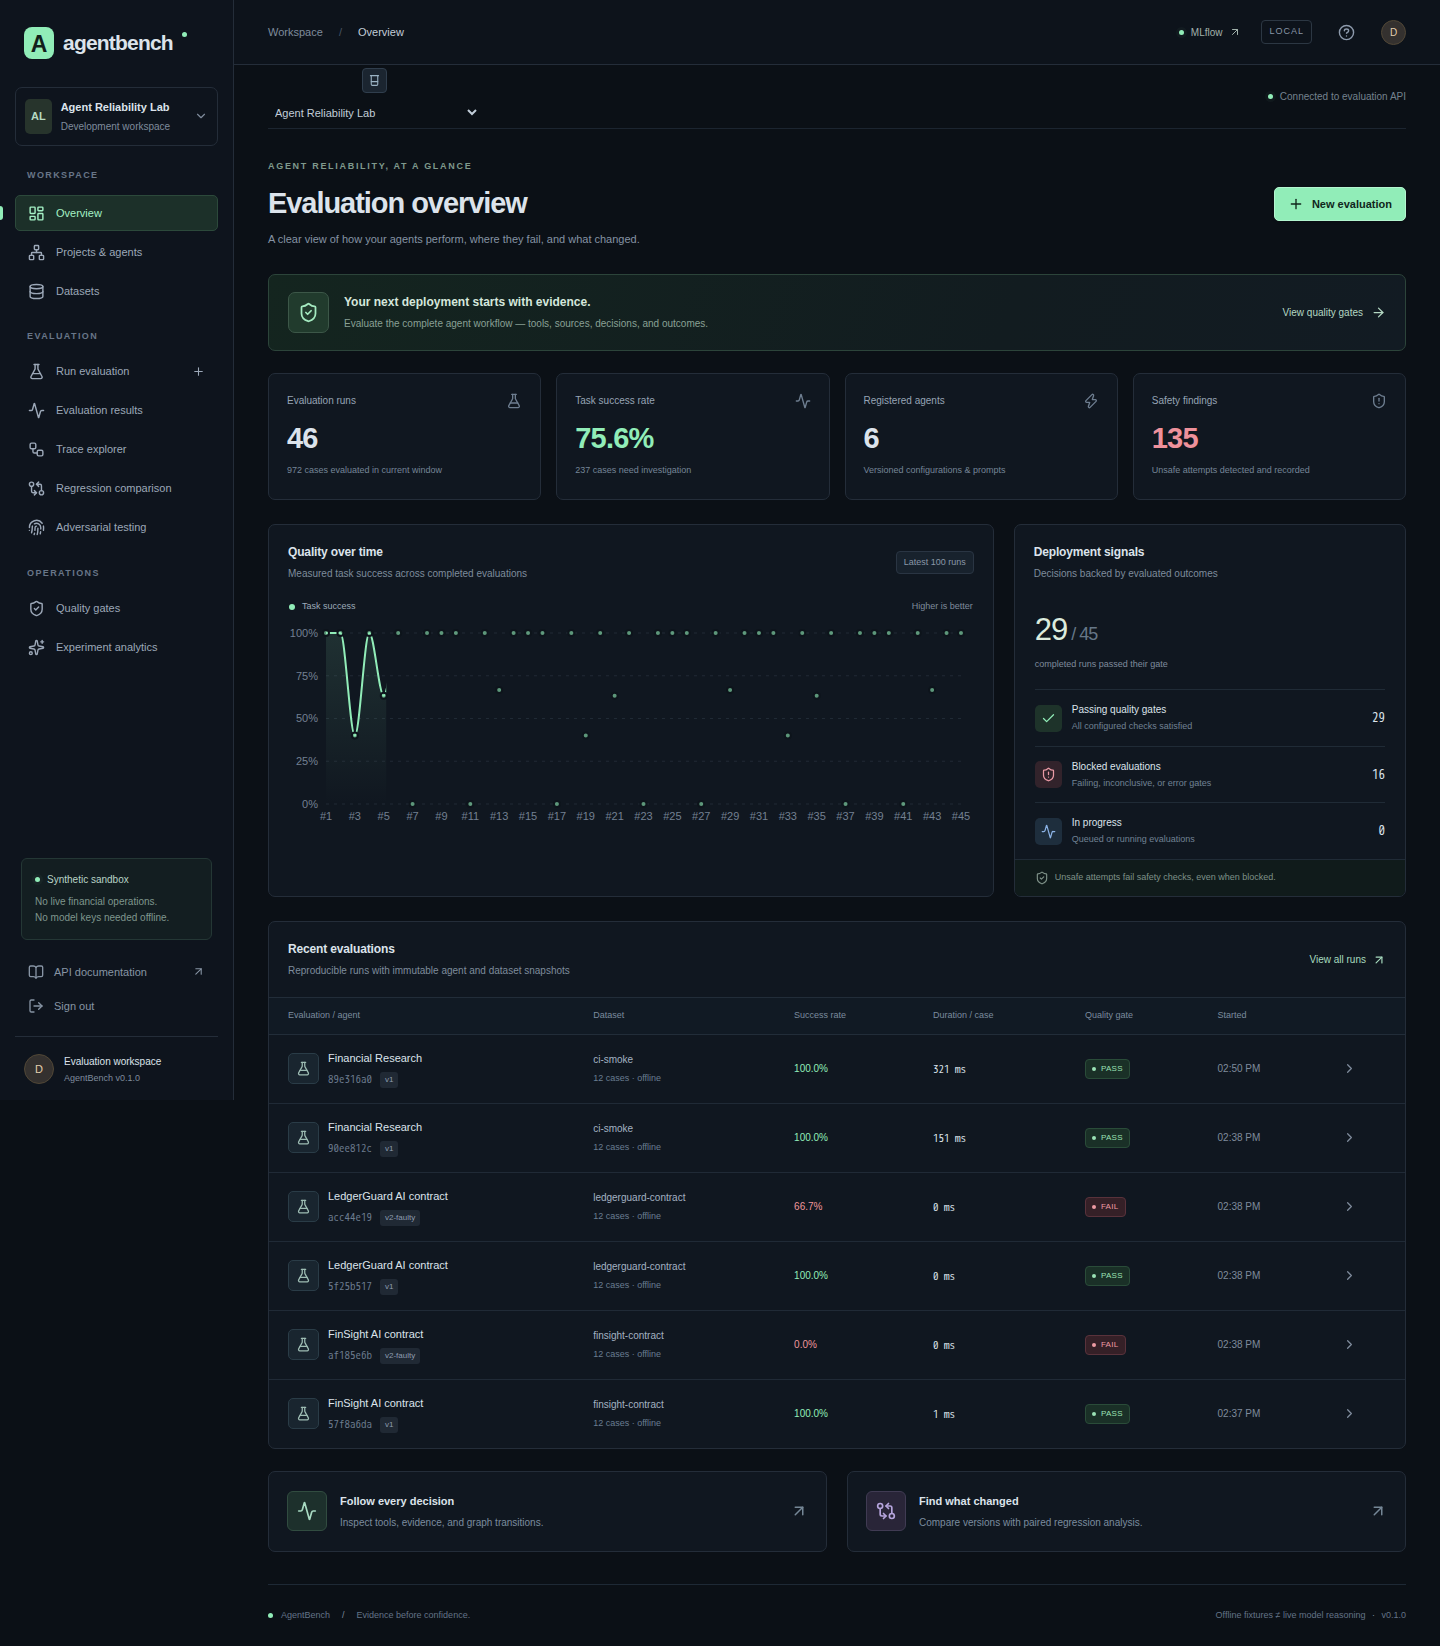 A agentbench
AL
Agent Reliability Lab
Development workspace
WORKSPACE
Overview
Projects & agents
Datasets
EVALUATION
Run evaluation
Evaluation results
Trace explorer
Regression comparison
Adversarial testing
OPERATIONS
Quality gates
Experiment analytics
Synthetic sandbox
No live financial operations.
No model keys needed offline.
API documentation
Sign out
D
Evaluation workspace
AgentBench v0.1.0
Workspace / Overview
MLflow
LOCAL
D
Agent Reliability Lab
Connected to evaluation API
AGENT RELIABILITY, AT A GLANCE
Evaluation overview
New evaluation
A clear view of how your agents perform, where they fail, and what changed.
Your next deployment starts with evidence.
Evaluate the complete agent workflow — tools, sources, decisions, and outcomes.
View quality gates
Evaluation runs
46
972 cases evaluated in current window
Task success rate
75.6%
237 cases need investigation
Registered agents
6
Versioned configurations & prompts
Safety findings
135
Unsafe attempts detected and recorded
Quality over time
Measured task success across completed evaluations
Latest 100 runs
Task success
Higher is better
100%
75%
50%
25%
0%
#1 #3 #5 #7 #9 #11 #13 #15 #17 #19 #21 #23 #25 #27 #29 #31 #33 #35 #37 #39 #41 #43 #45
Deployment signals
Decisions backed by evaluated outcomes
29 / 45
completed runs passed their gate
Passing quality gates
All configured checks satisfied
29
Blocked evaluations
Failing, inconclusive, or error gates
16
In progress
Queued or running evaluations
0
Unsafe attempts fail safety checks, even when blocked.
Recent evaluations
Reproducible runs with immutable agent and dataset snapshots
View all runs
Evaluation / agent Dataset Success rate Duration / case Quality gate Started
Financial Research
89e316a0 v1
ci-smoke
12 cases · offline
100.0% 321 ms PASS 02:50 PM
Financial Research
90ee812c v1
ci-smoke
12 cases · offline
100.0% 151 ms PASS 02:38 PM
LedgerGuard AI contract
acc44e19 v2-faulty
ledgerguard-contract
12 cases · offline
66.7% 0 ms FAIL 02:38 PM
LedgerGuard AI contract
5f25b517 v1
ledgerguard-contract
12 cases · offline
100.0% 0 ms PASS 02:38 PM
FinSight AI contract
af185e6b v2-faulty
finsight-contract
12 cases · offline
0.0% 0 ms FAIL 02:38 PM
FinSight AI contract
57f8a6da v1
finsight-contract
12 cases · offline
100.0% 1 ms PASS 02:37 PM
Follow every decision
Inspect tools, evidence, and graph transitions.
Find what changed
Compare versions with paired regression analysis.
AgentBench / Evidence before confidence.
Offline fixtures ≠ live model reasoning · v0.1.0